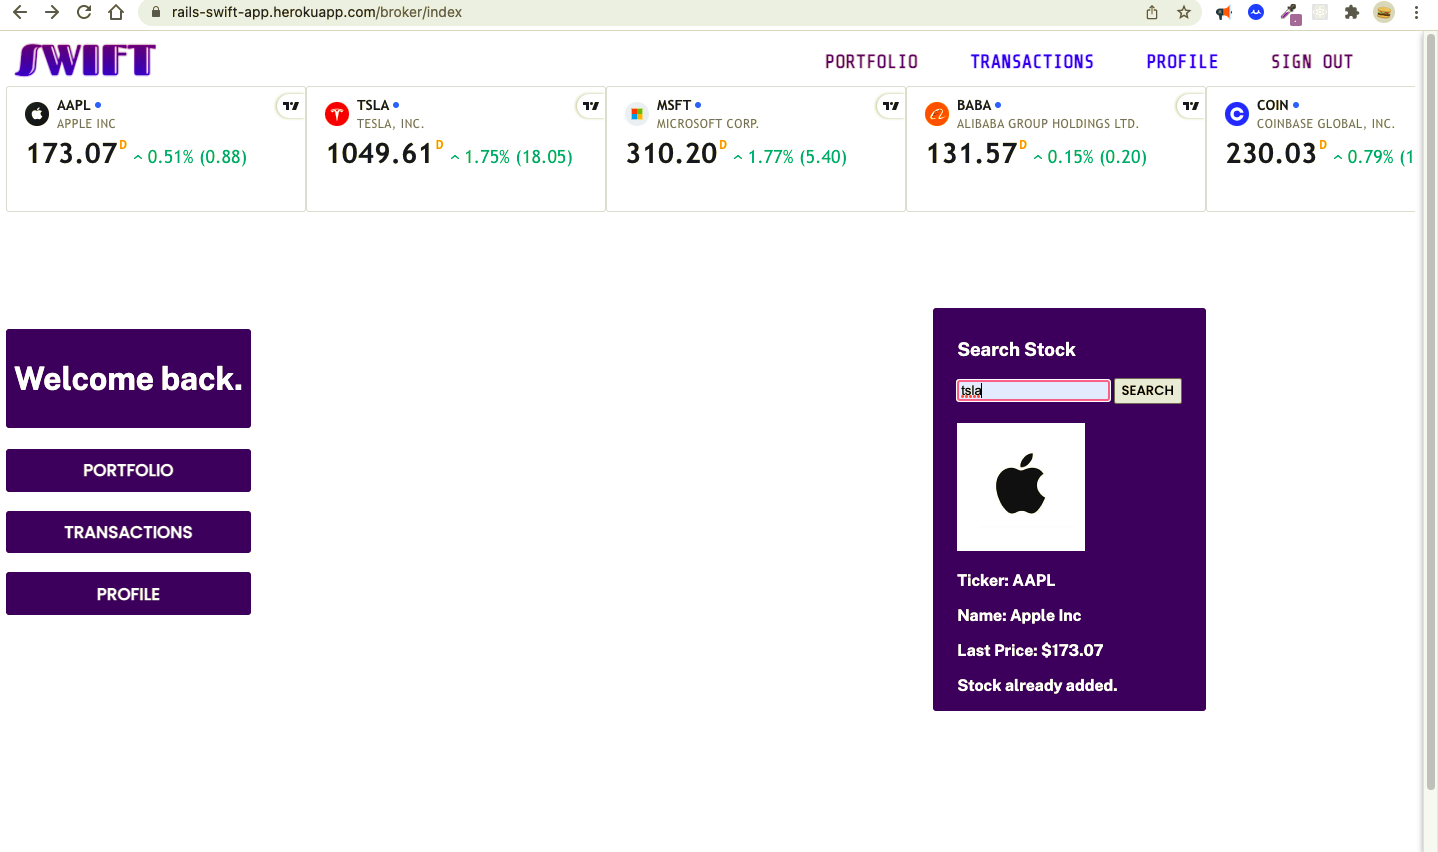 rails-swift-app.herokuapp.com/broker/index
SWIFT
PORTFOLIO TRANSACTIONS PROFILE SIGN OUT
AAPL
APPLE INC
173.07 D 0.51% (0.88)
TSLA
TESLA, INC.
1049.61 D 1.75% (18.05)
MSFT
MICROSOFT CORP.
310.20 D 1.77% (5.40)
BABA
ALIBABA GROUP HOLDINGS LTD.
131.57 D 0.15% (0.20)
COIN
COINBASE GLOBAL, INC.
230.03 D 0.79% (1
Welcome back.
PORTFOLIO
TRANSACTIONS
PROFILE
Search Stock
tsla SEARCH
Ticker: AAPL
Name: Apple Inc
Last Price: $173.07
Stock already added.